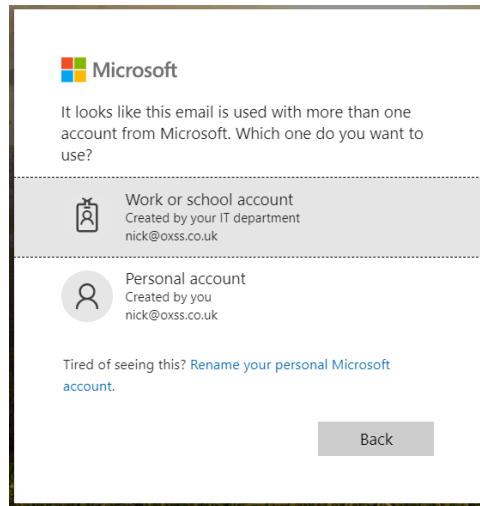 Microsoft
It looks like this email is used with more than one
account from Microsoft. Which one do you want to
use?
Work or school account
Created by your IT department
nick@oxss.co.uk
Personal account
Created by you
nick@oxss.co.uk
Tired of seeing this? Rename your personal Microsoft
account.
Back